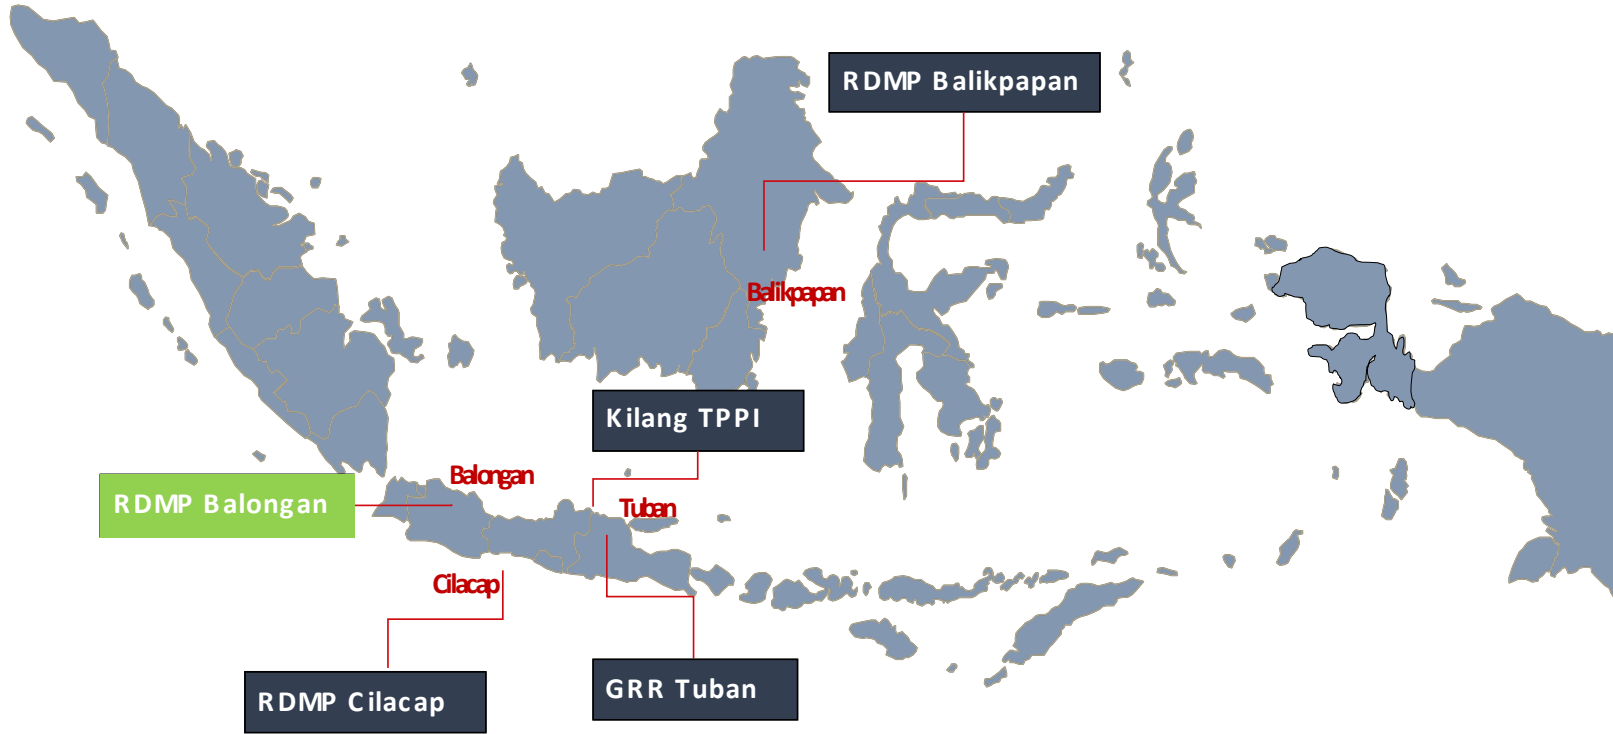 RDMP Balikpapan
Balikpapan
Kilang TPPI
Balongan
RDMP Balongan
Tuban
Cilacap
RDMP Cilacap
GRR Tuban